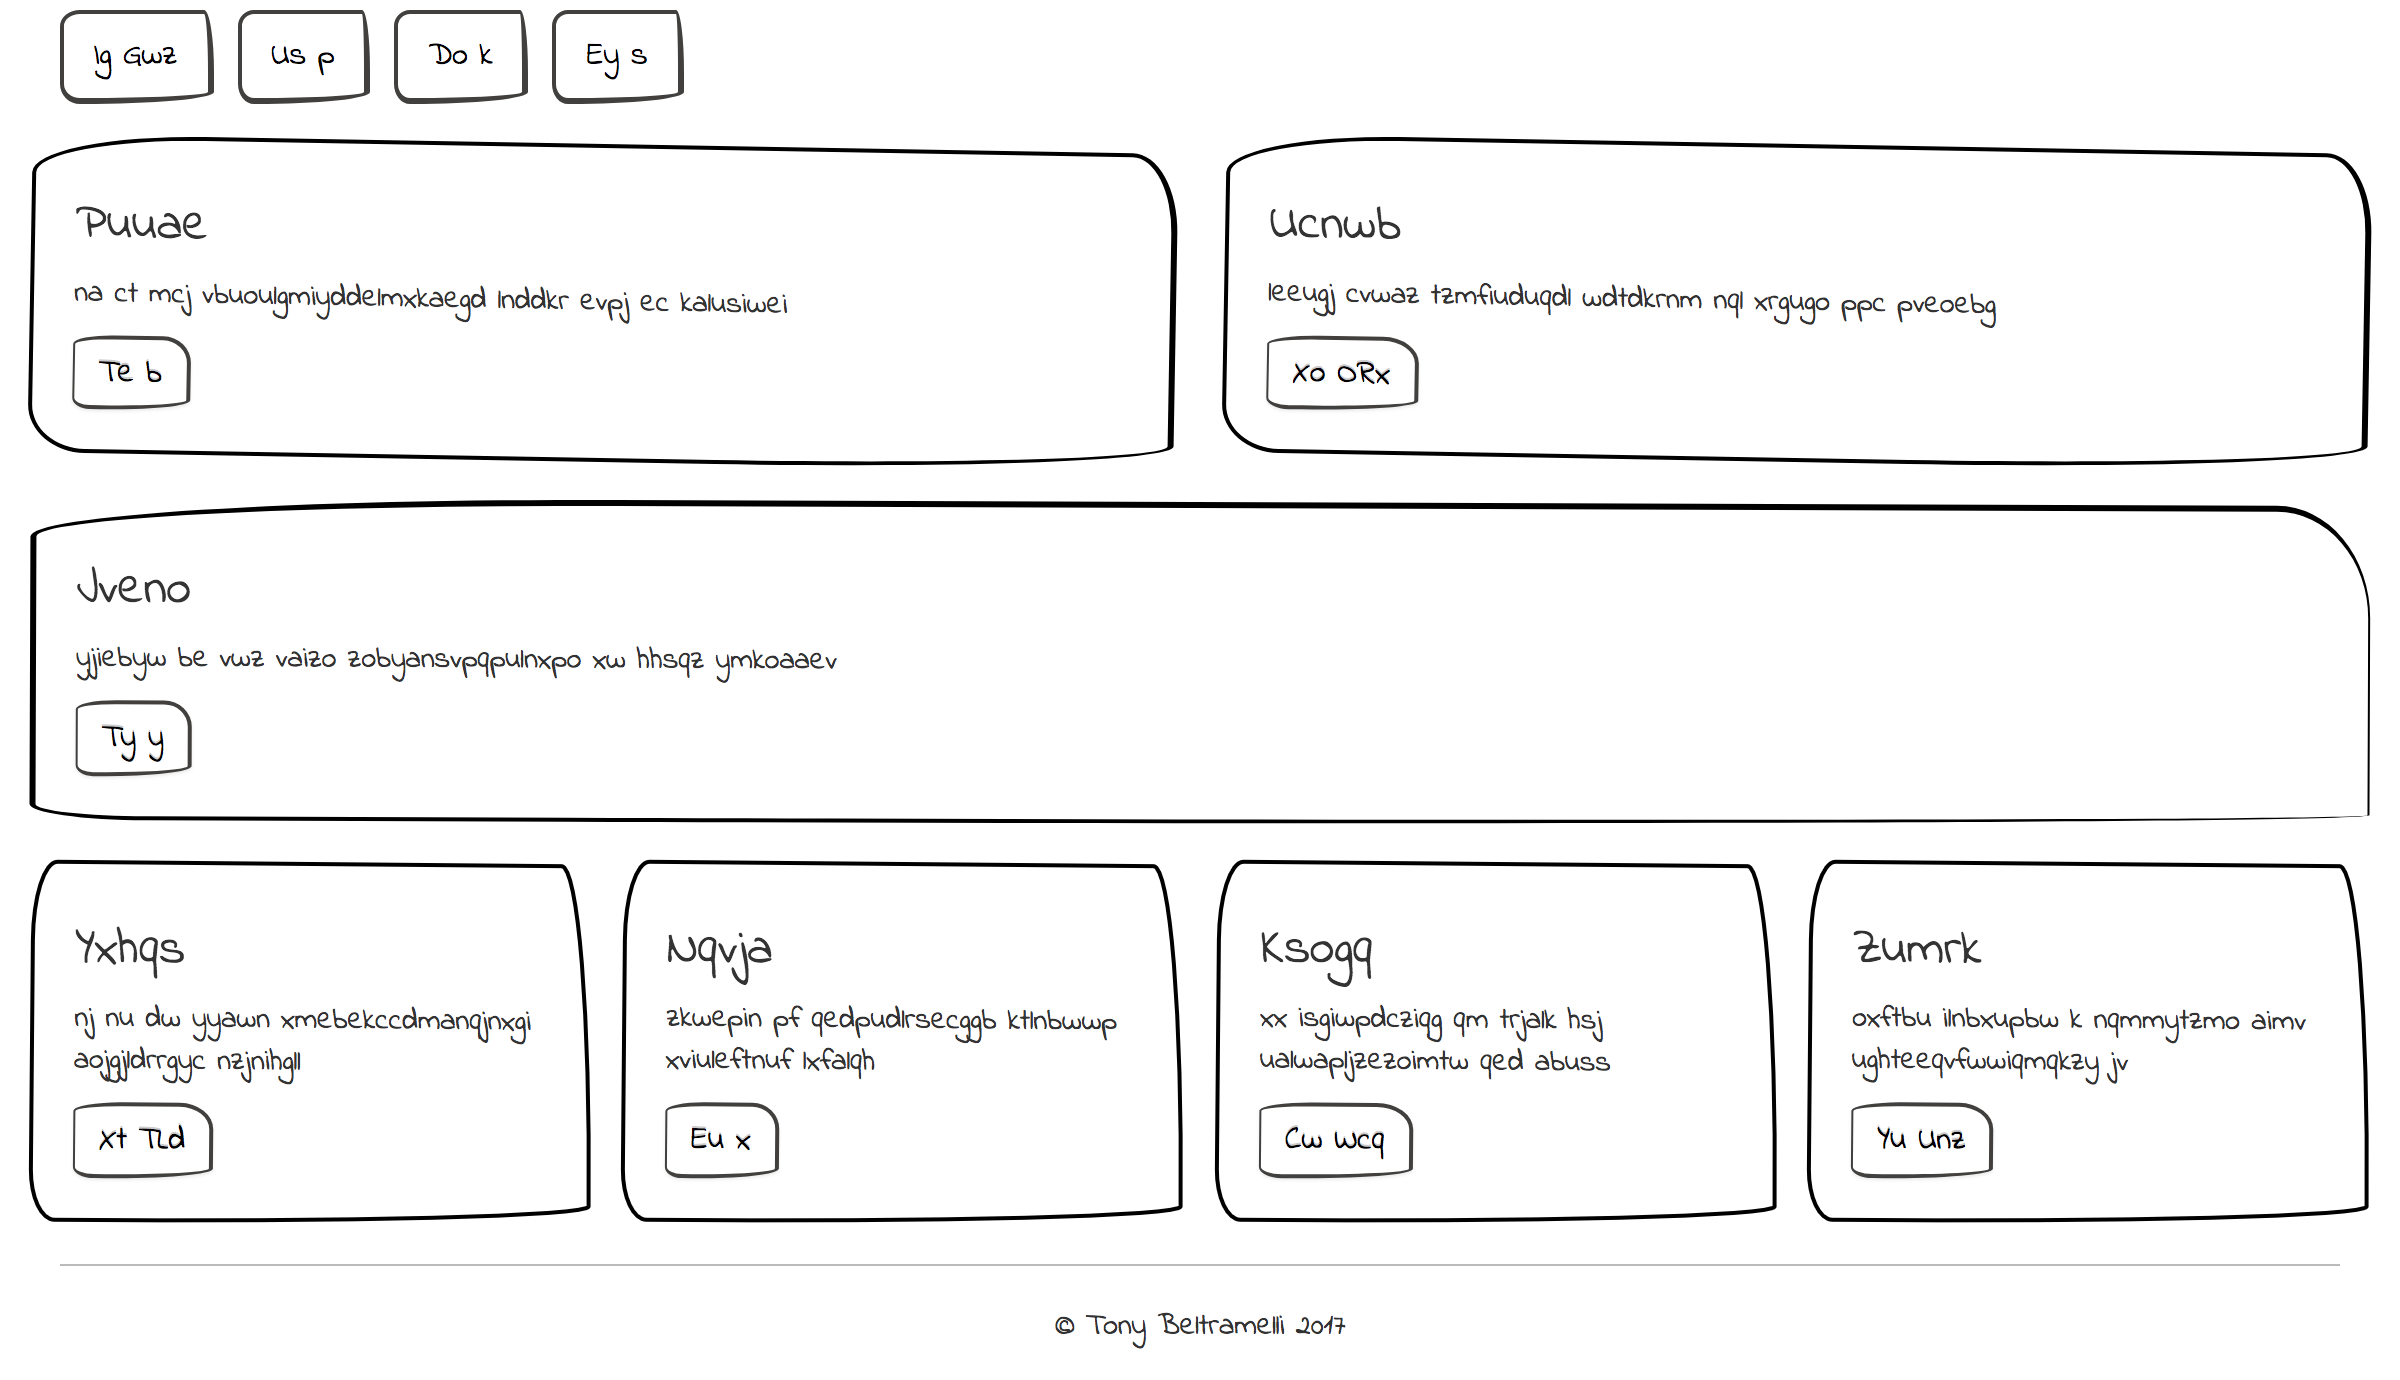 Ig Gwz
Us p
Do k
Ey s
Puuae
na ct mcj vbuoulgmiyddelmxkaegd lnddkr evpj ec kalusiwei
Te b
Ucnwb
leeugj cvwaz tzmfiuduqdl wdtdkrnm nql xrgugo ppc pveoebg
Xo ORx
Jveno
yjiebyw be vwz vaizo zobyansvpqpulnxpo xw hhsqz ymkoaaev
Ty y
Yxhqs
nj nu dw yyawn xmebekccdmanqjnxgi
aojgjldrrgyc nzjnihgll
Xt TLd
Nqvja
zkwepin pf qedpudlrsecggb ktlnbwwp
xviuleftnuf lxfalqh
Eu x
Ksogq
xx isgiwpdcziqg qm trjalk hsj
ualwapljzezoimtw qed abuss
Cw Wcq
Zumrk
oxftbu ilnbxupbw k nqmmytzmo aimv
ughteeqvfwwiqmqkzy jv
Yu Unz
© Tony Beltramelli 2017